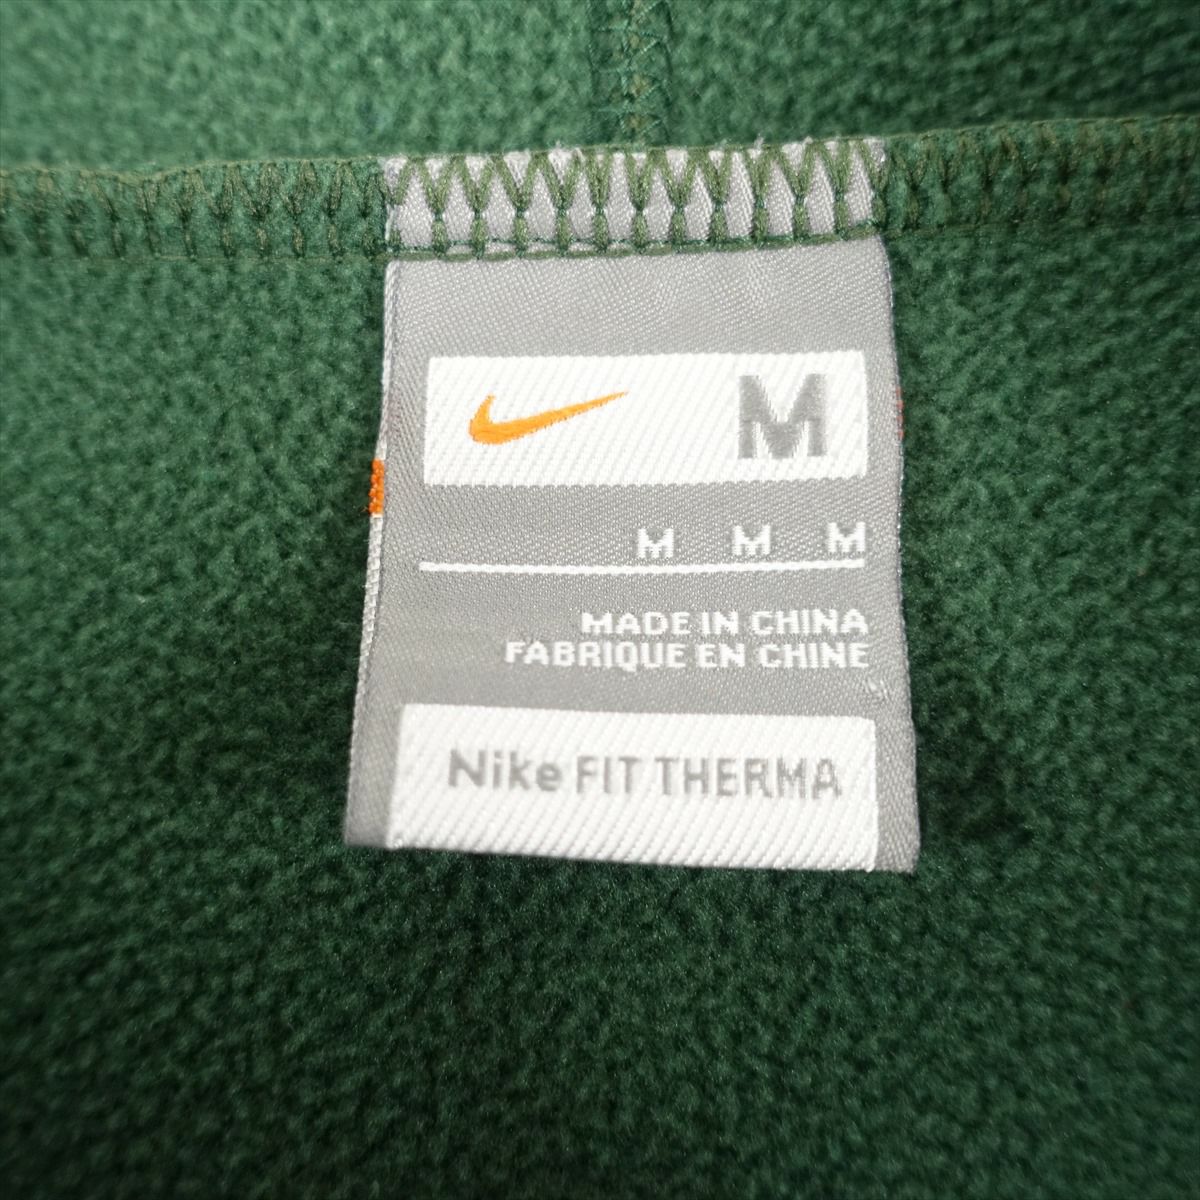 M
M M M
MADE IN CHINA
FABRIQUE EN CHINE
Nike FIT THERMA